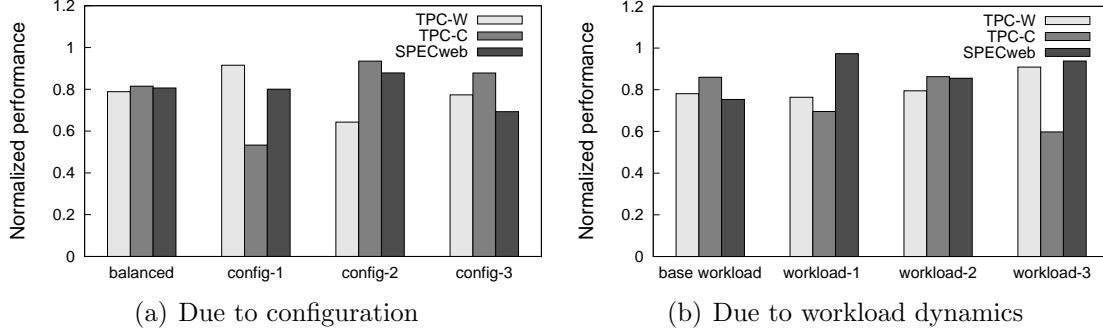 Normalized performance
1.2
1
0.8
0.6
0.4
0.2
0
TPC-W
TPC-C
SPECweb
balanced config-1 config-2 config-3
(a) Due to configuration
Normalized performance
1.2
1
0.8
0.6
0.4
0.2
0
TPC-W
TPC-C
SPECweb
base workload workload-1 workload-2 workload-3
(b) Due to workload dynamics